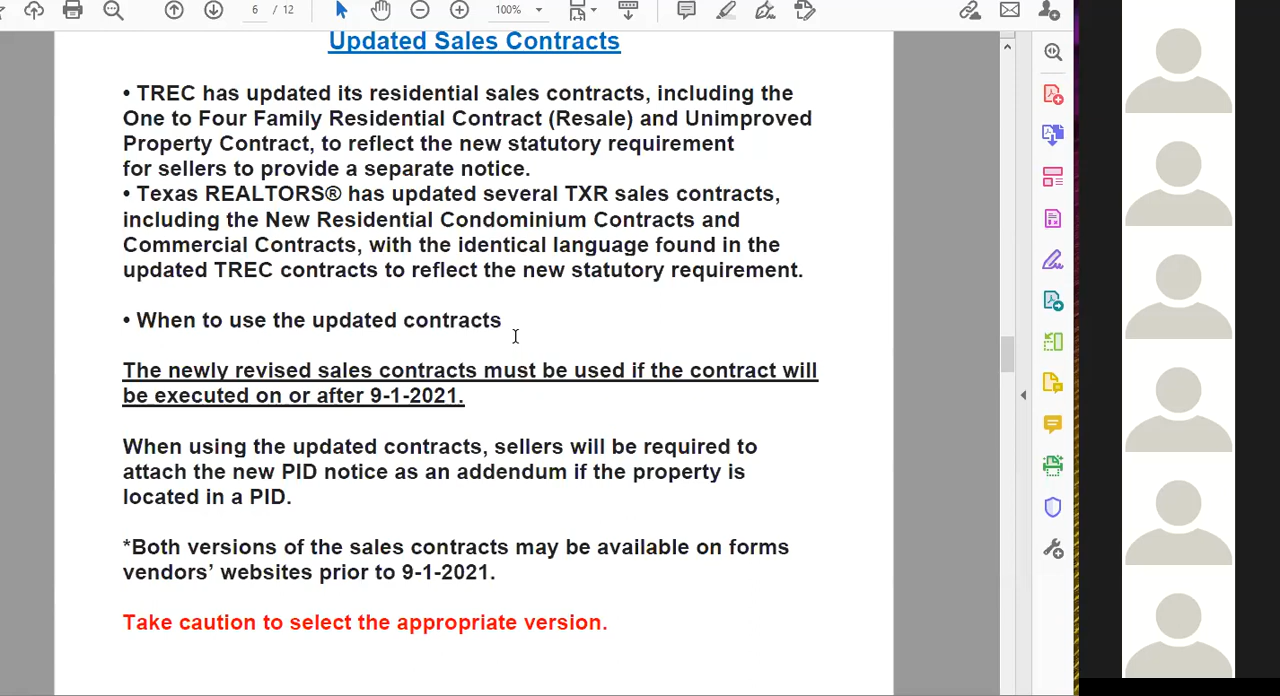 6 / 12
100%
Updated Sales Contracts
• TREC has updated its residential sales contracts, including the
One to Four Family Residential Contract (Resale) and Unimproved
Property Contract, to reflect the new statutory requirement
for sellers to provide a separate notice.
• Texas REALTORS® has updated several TXR sales contracts,
including the New Residential Condominium Contracts and
Commercial Contracts, with the identical language found in the
updated TREC contracts to reflect the new statutory requirement.
• When to use the updated contracts
The newly revised sales contracts must be used if the contract will
be executed on or after 9-1-2021.
When using the updated contracts, sellers will be required to
attach the new PID notice as an addendum if the property is
located in a PID.
*Both versions of the sales contracts may be available on forms
vendors’ websites prior to 9-1-2021.
Take caution to select the appropriate version.